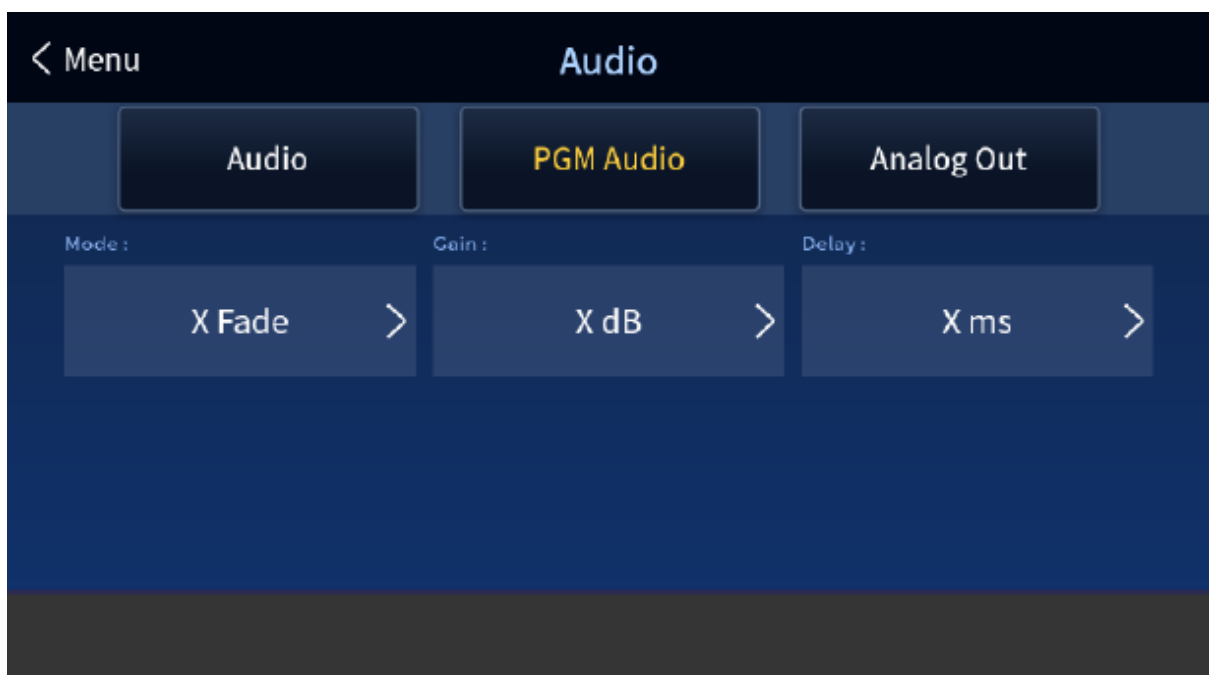 Menu
Audio
Audio
PGM Audio
Analog Out
Mode :
Gain :
Delay :
X Fade
X dB
X ms